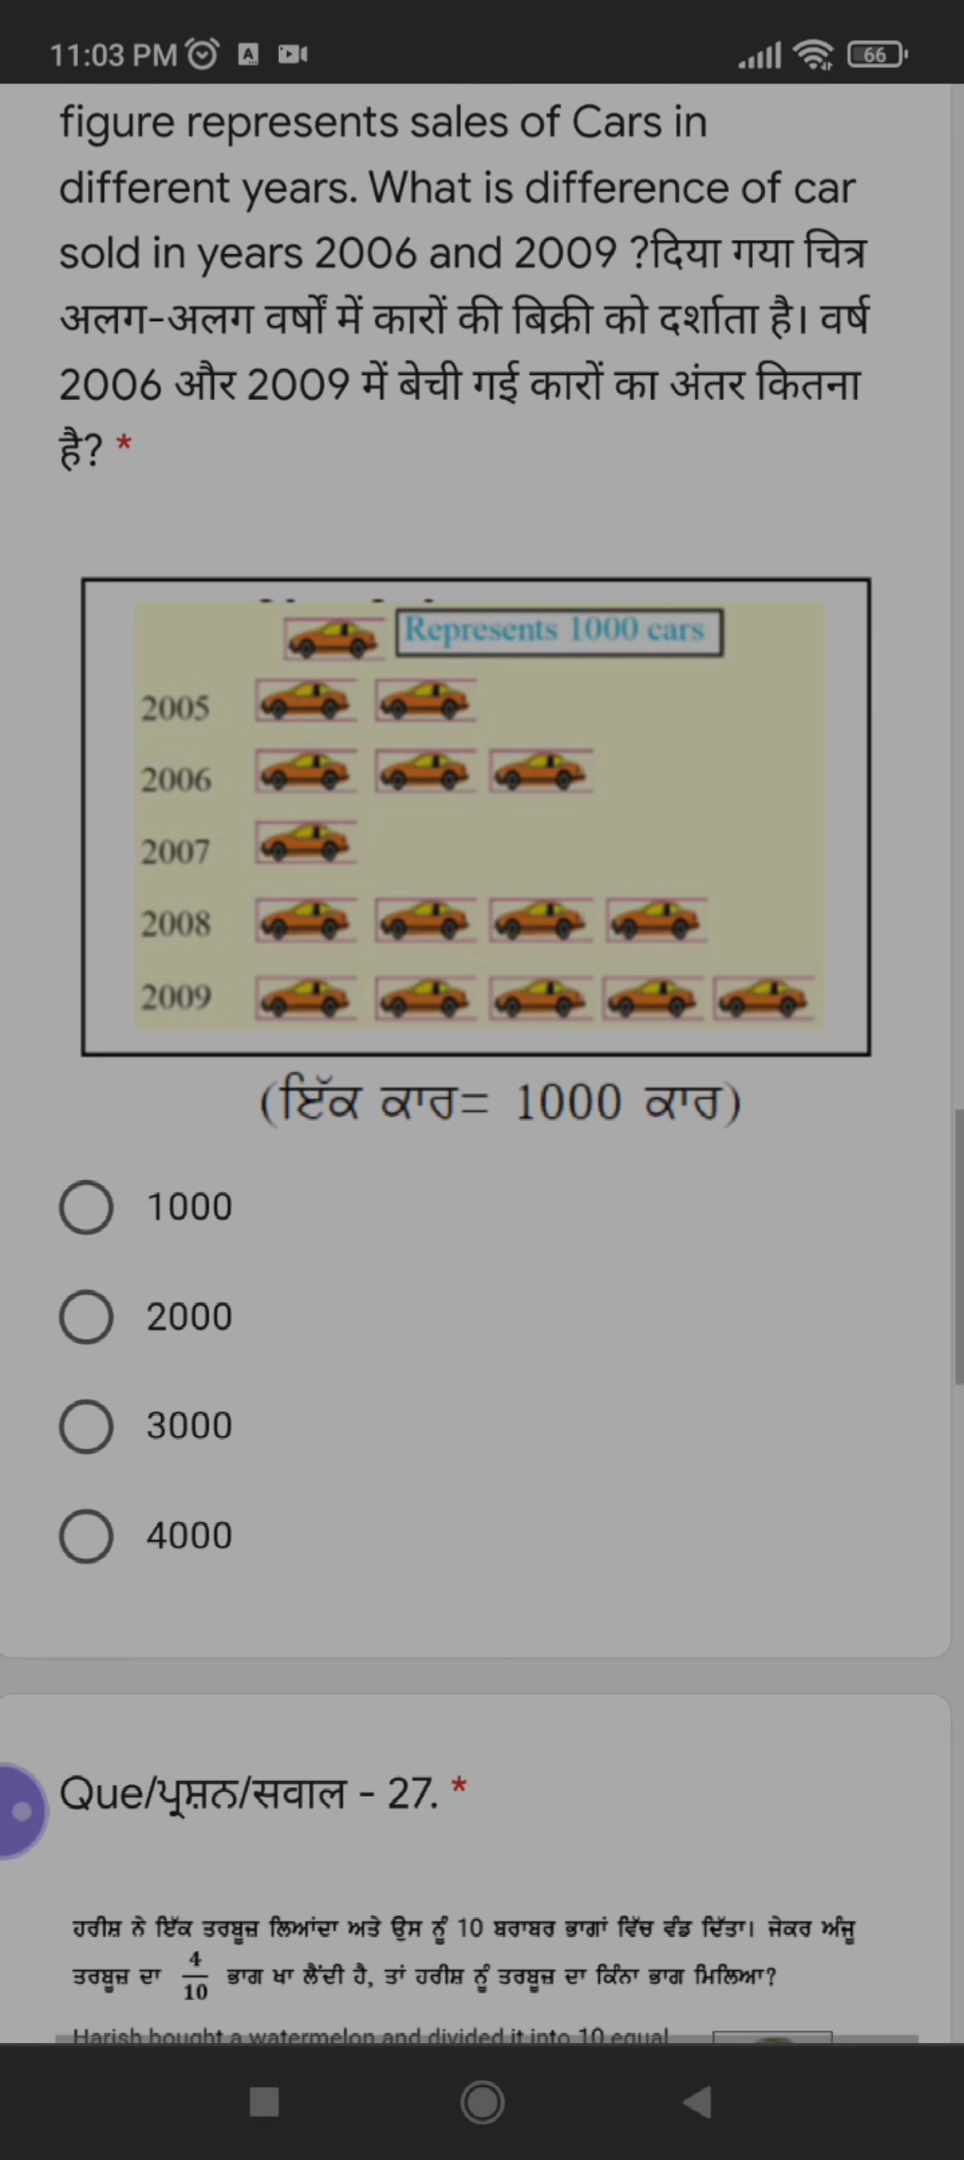 11:03 PM
66
figure represents sales of Cars in
different years. What is difference of car
sold in years 2006 and 2009 ?दिया गया चित्र
अलग-अलग वर्षों में कारों की बिक्री को दर्शाता है। वर्ष
2006 और 2009 में बेची गई कारों का अंतर कितना
है? *
Represents 1000 cars
2005
2006
2007
2008
2009
(ਇੱਕ ਕਾਰ= 1000 ਕਾਰ)
1000
2000
3000
4000
Que/ਪ੍ਰਸ਼ਨ/सवाल - 27. *
ਹਰੀਸ਼ ਨੇ ਇੱਕ ਤਰਬੂਜ਼ ਲਿਆਂਦਾ ਅਤੇ ਉਸ ਨੂੰ 10 ਬਰਾਬਰ ਭਾਗਾਂ ਵਿੱਚ ਵੰਡ ਦਿੱਤਾ। ਜੇਕਰ ਅੰਜੂ
ਤਰਬੂਜ਼ ਦਾ 4/10 ਭਾਗ ਖਾ ਲੈਂਦੀ ਹੈ, ਤਾਂ ਹਰੀਸ਼ ਨੂੰ ਤਰਬੂਜ਼ ਦਾ ਕਿੰਨਾ ਭਾਗ ਮਿਲਿਆ?
Harish bought a watermelon and divided it into 10 equal